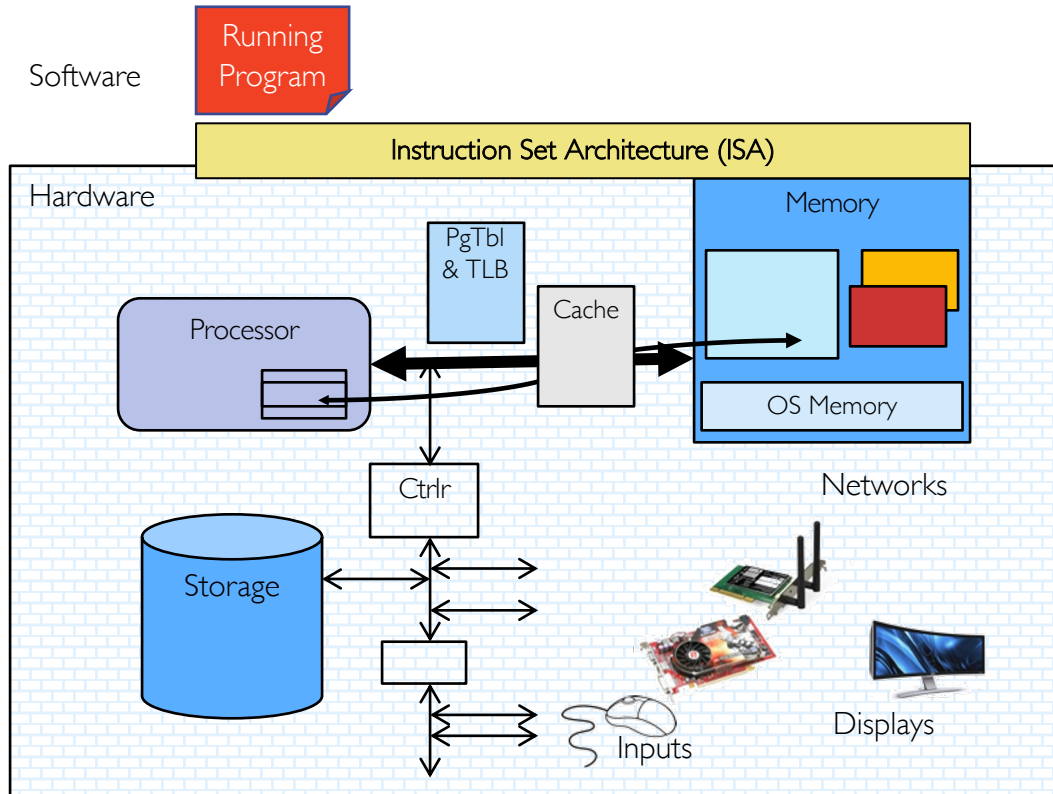 Running
Program
Software
Instruction Set Architecture (ISA)
Hardware
Memory
PgTbl
& TLB
Cache
Processor
OS Memory
Ctrlr
Networks
Storage
Displays
Inputs